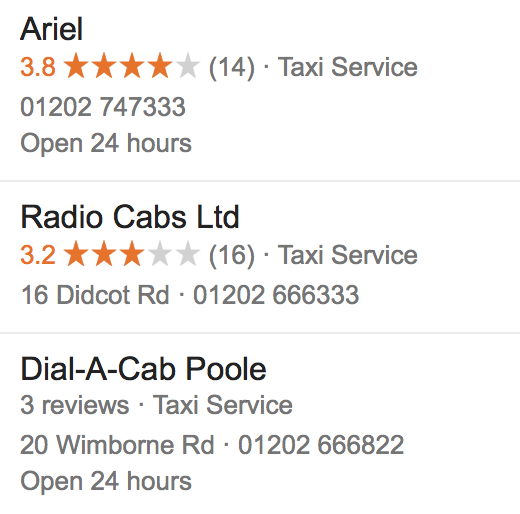 Ariel
3.8 ★★★★★ (14) · Taxi Service
01202 747333
Open 24 hours
Radio Cabs Ltd
3.2 ★★★★★ (16) · Taxi Service
16 Didcot Rd · 01202 666333
Dial-A-Cab Poole
3 reviews · Taxi Service
20 Wimborne Rd · 01202 666822
Open 24 hours